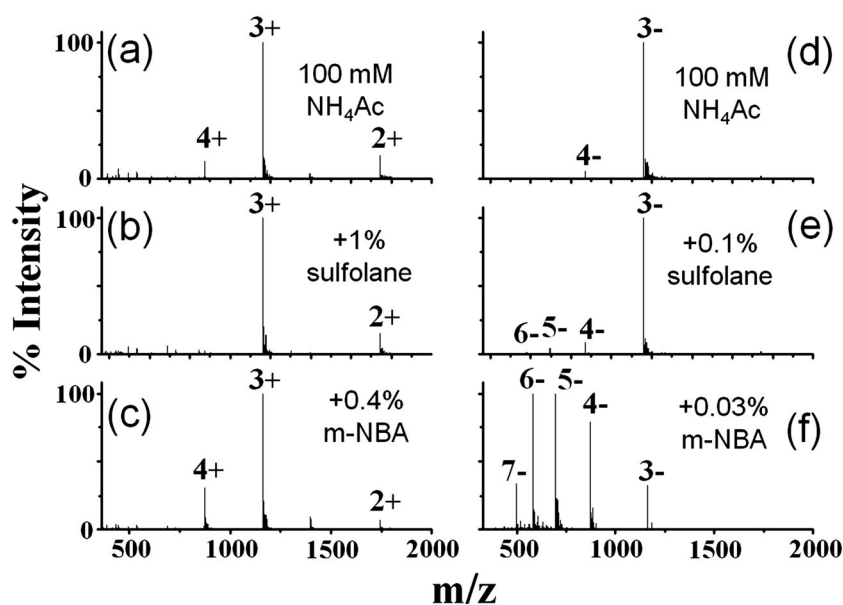 (a)
3+
100 mM
NH₄Ac
4+
2+
100
0
(d)
3-
100 mM
NH₄Ac
4-
(b)
3+
+1%
sulfolane
2+
100
0
(e)
3-
+0.1%
sulfolane
6-
5-
4-
(c)
3+
+0.4%
m-NBA
4+
2+
100
0
500
1000
1500
2000
(f)
6-
5-
4-
+0.03%
m-NBA
7-
3-
500
1000
1500
2000
% Intensity
m/z